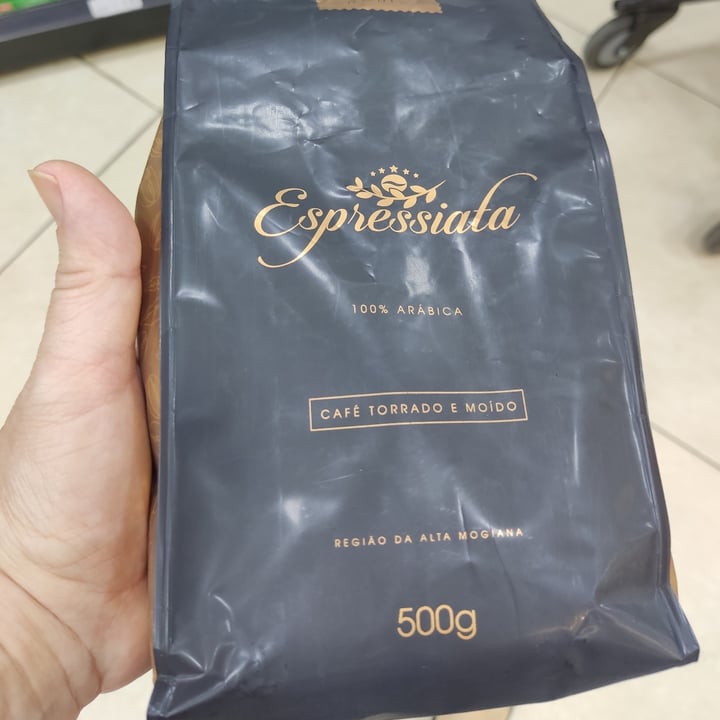 Espressiata
100% ARÁBICA
CAFÉ TORRADO E MOÍDO
REGIÃO DA ALTA MOGIANA
500g